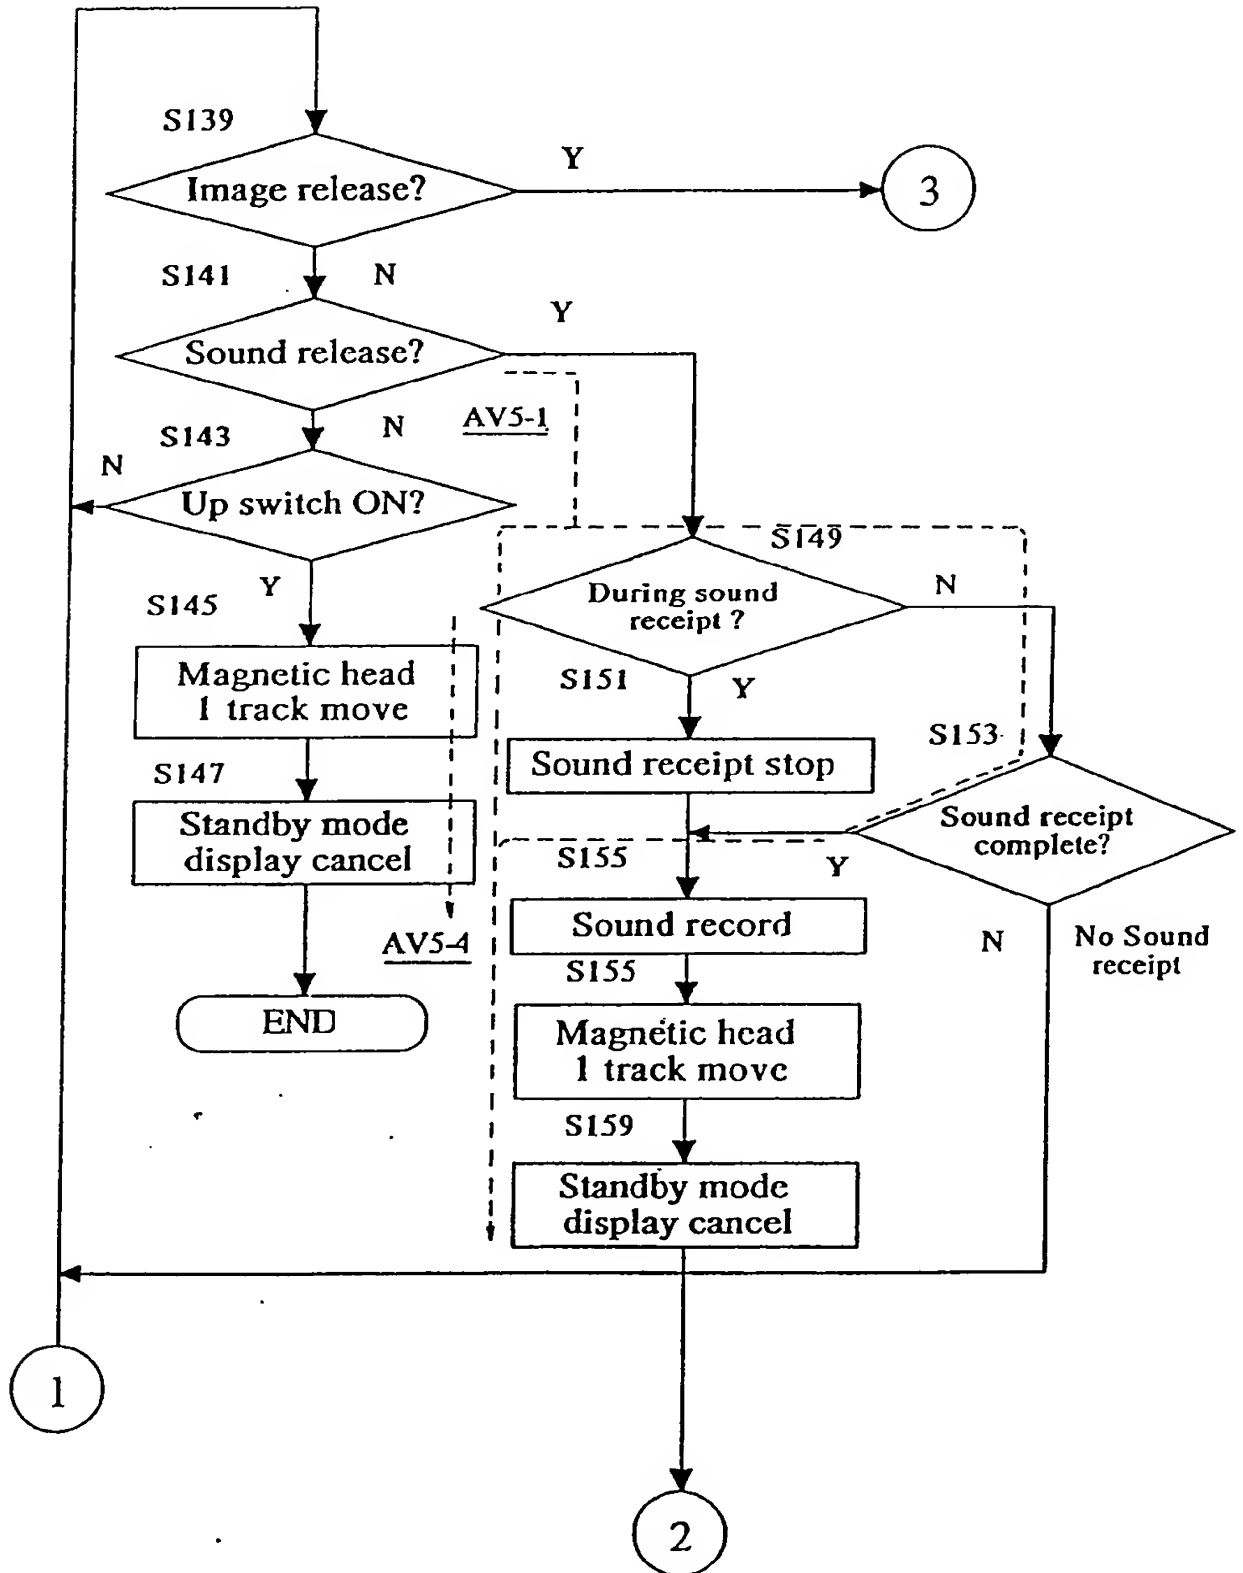 S139
Image release?
Y
3
S141
N
Sound release?
Y
S143
N
AV5-1
N
Up switch ON?
Y
S145
Magnetic head
1 track move
S147
Standby mode
display cancel
AV5-4
END
S149
During sound
receipt ?
N
S151
Y
Sound receipt stop
S153
Sound receipt
complete?
Y
N
No Sound
receipt
S155
Sound record
S155
Magnetic head
1 track move
S159
Standby mode
display cancel
1
2